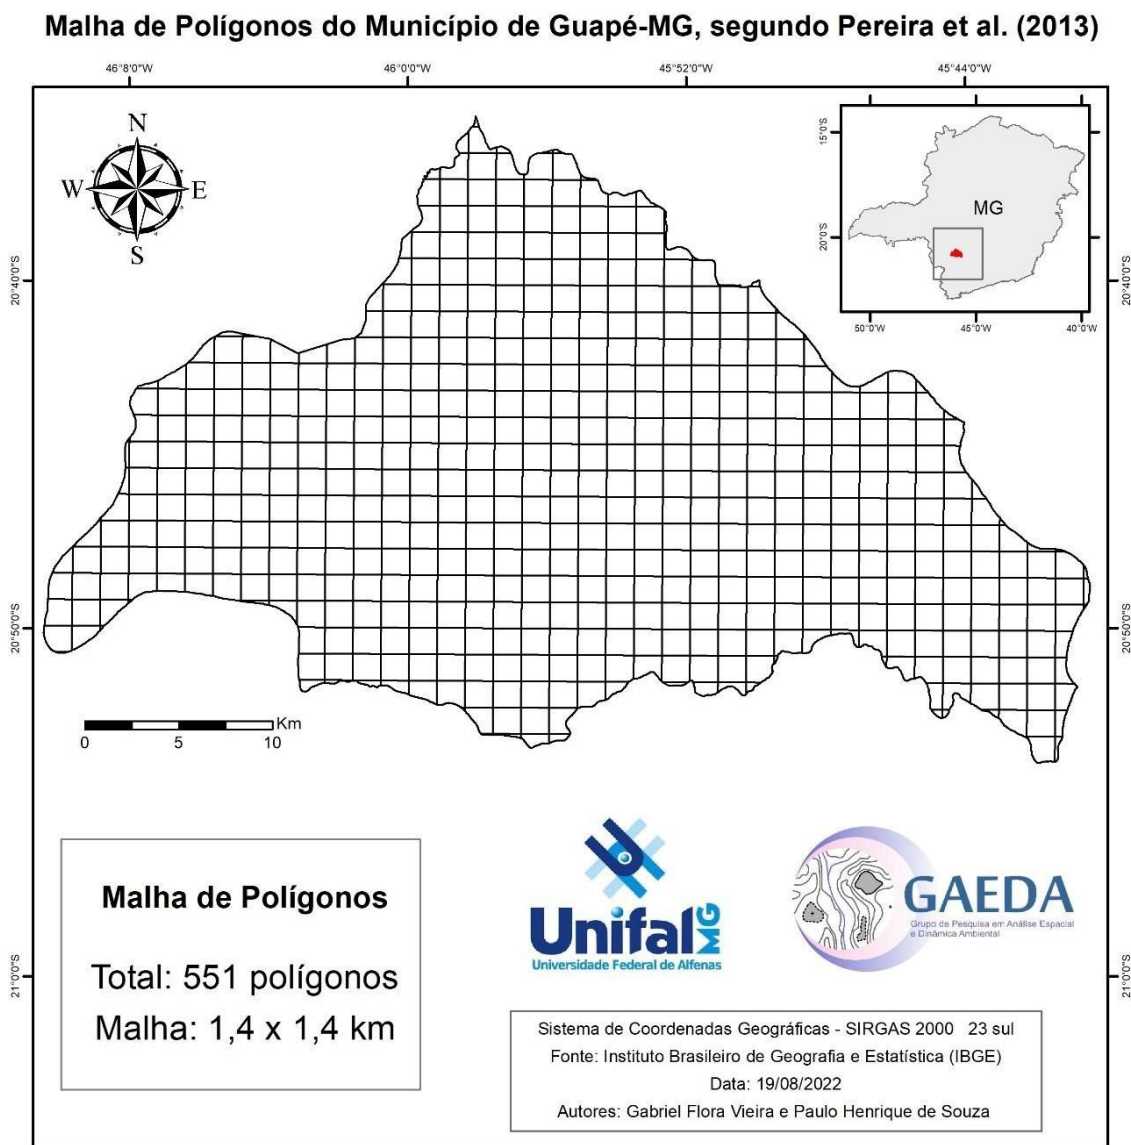 Malha de Polígonos do Município de Guapé-MG, segundo Pereira et al. (2013)
46°8'0"W 46°0'0"W 45°52'0"W 45°44'0"W
N
W E
S
15°0'S
20°0'S
MG
50°0'W 45°0'W 40°0'W
20°40'0"S
20°40'0"S
20°50'0"S
20°50'0"S
21°0'0"S
21°0'0"S
Km
0 5 10
Malha de Polígonos
Total: 551 polígonos
Malha: 1,4 x 1,4 km
Unifal MG
Universidade Federal de Alfenas
GAEDA
Grupo de Pesquisa em Análise Espacial
e Dinâmica Ambiental
Sistema de Coordenadas Geográficas - SIRGAS 2000 23 sul
Fonte: Instituto Brasileiro de Geografia e Estatística (IBGE)
Data: 19/08/2022
Autores: Gabriel Flora Vieira e Paulo Henrique de Souza